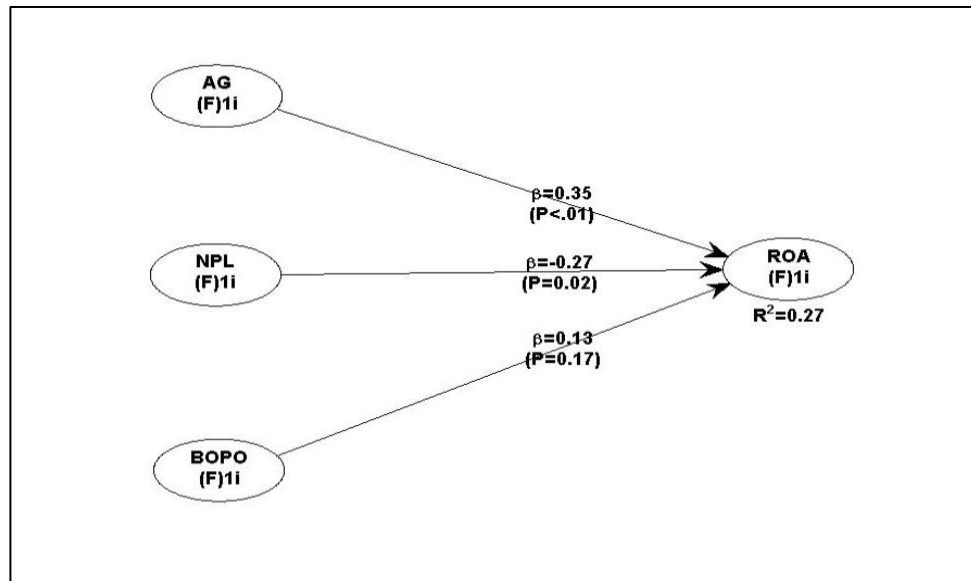 AG
(F)1i
β=0.35
(P<.01)
NPL
(F)1i
β=-0.27
(P=0.02)
ROA
(F)1i
R²=0.27
β=0.13
(P=0.17)
BOPO
(F)1i